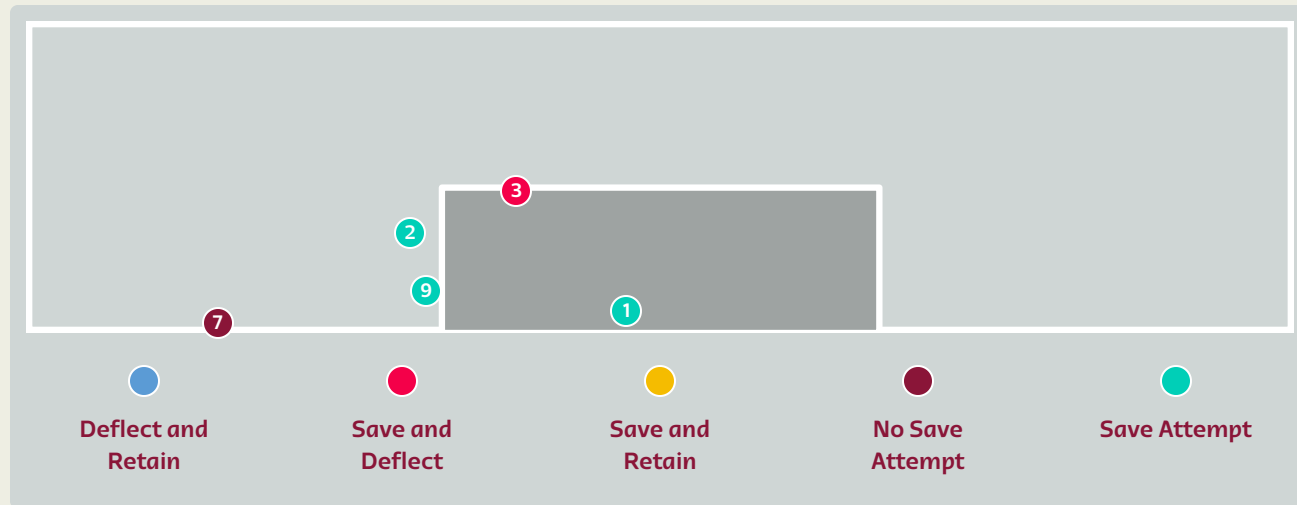 3
2
9
1
7
Deflect and
Retain
Save and
Deflect
Save and
Retain
No Save
Attempt
Save Attempt